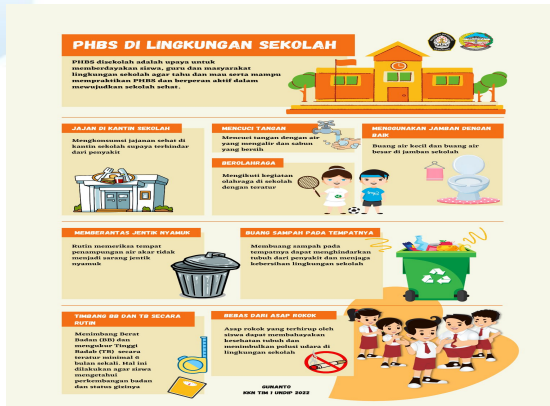 PHBS DI LINGKUNGAN SEKOLAH
PHBS disekolah adalah upaya untuk
memberdayakan siswa, guru dan masyarakat
lingkungan sekolah agar tahu dan mau serta mampu
mempraktikan PHBS dan berperan aktif dalam
mewujudkan sekolah sehat.
JAJAN DI KANTIN SEKOLAH
Mengkonsumsi jajanan sehat di
kantin sekolah supaya terhindar
dari penyakit
MENCUCI TANGAN
Mencuci tangan dengan air
yang mengalir dan sabun
yang bersih
BEROLAHRAGA
Mengikuti kegiatan
olahraga di sekolah
dengan teratur
MENGGUNAKAN JAMBAN DENGAN
BAIK
Buang air kecil dan buang air
besar di jamban sekolah
MEMBERANTAS JENTIK NYAMUK
Rutin memeriksa tempat
penampungan air akar tidak
menjadi sarang jentik
nyamuk
BUANG SAMPAH PADA TEMPATNYA
Membuang sampah pada
tempatnya dapat menghindarkan
tubuh dari penyakit dan menjaga
kebersihan lingkungan sekolah
TIMBANG BB DAN TB SECARA
RUTIN
Menimbang Berat
Badan (BB) dan
mengukur Tinggi
Badab (TB) secara
teratur minimal 6
bulan sekali. Hal ini
dilakukan agar siswa
mengetahui
perkembangan badan
dan status gizinya
BEBAS DARI ASAP ROKOK
Asap rokok yang terhirup oleh
siswa dapat membahayakan
kesehatan tubuh dan
menimbulkan polusi udara di
lingkungan sekolah
GUNANTO
KKN TIM I UNDIP 2022